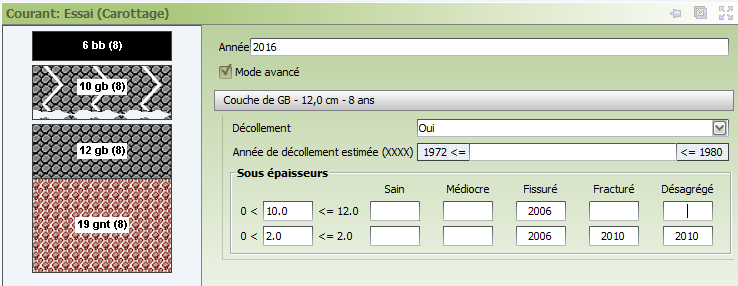 Courant: Essai (Carottage)
6 bb (8)
10 gb (8)
12 gb (8)
19 gnt (8)
Année 2016
Mode avancé
Couche de GB - 12,0 cm - 8 ans
Décollement Oui
Année de décollement estimée (XXXX) 1972 <= <= 1980
Sous épaisseurs
Sain Médiocre Fissuré Fracturé Désagrégé
0 < 10.0 <= 12.0 2006
0 < 2.0 <= 2.0 2006 2010 2010